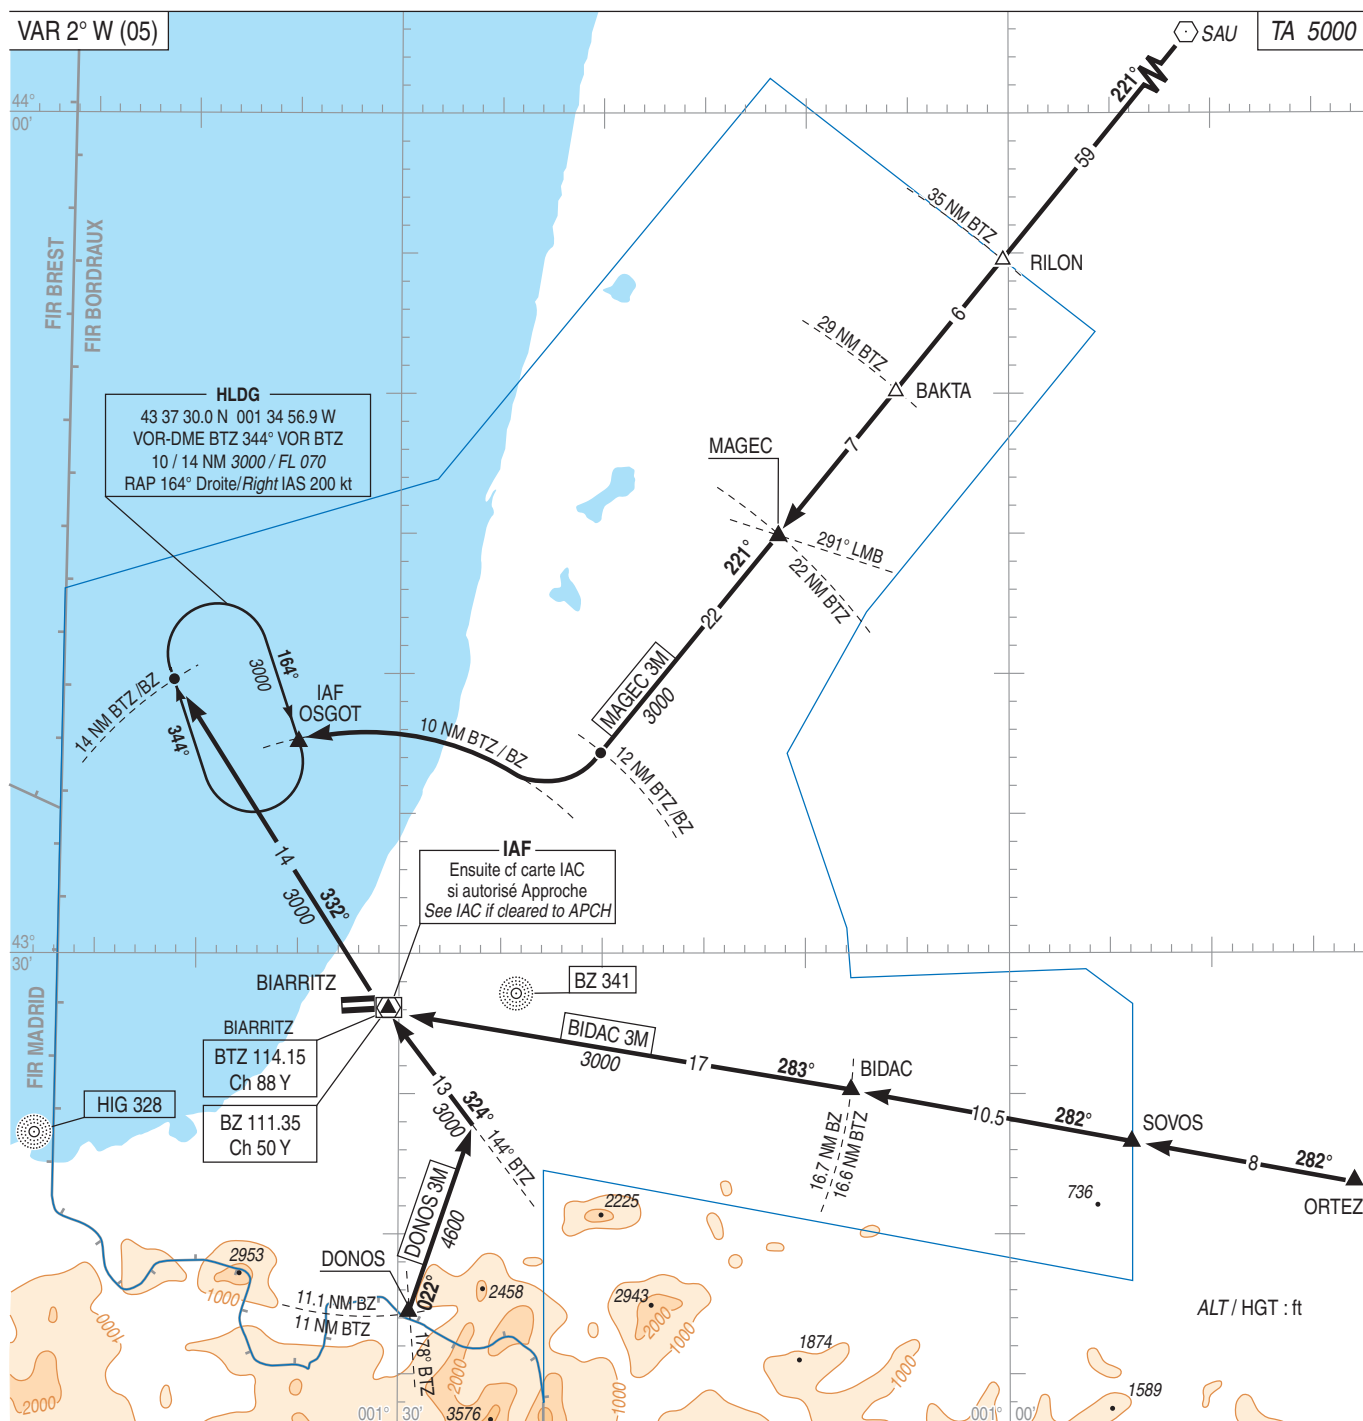 VAR 2° W (05)
SAU
TA 5000
221°
44°
00'
59
35 NM BTZ
RILON
FIR BREST
FIR BORDRAUX
6
29 NM BTZ
BAKTA
HLDG
43 37 30.0 N 001 34 56.9 W
VOR-DME BTZ 344° VOR BTZ
10 / 14 NM 3000 / FL 070
RAP 164° Droite/Right IAS 200 kt
MAGEC
7
291° LMB
22 NM BTZ
221°
22
MAGEC 3M
3000
164°
3000
IAF
OSGOT
14 NM BTZ /BZ
344°
10 NM BTZ / BZ
12 NM BTZ /BZ
14
3000
332°
IAF
Ensuite cf carte IAC
si autorisé Approche
See IAC if cleared to APCH
43°
30'
BIARRITZ
BZ 341
FIR MADRID
BIARRITZ
BTZ 114.15
Ch 88 Y
BZ 111.35
Ch 50 Y
HIG 328
BIDAC 3M
3000
17
283°
BIDAC
16.7 NM BZ
16.6 NM BTZ
10.5
282°
SOVOS
8
282°
ORTEZ
13
3000
324°
144° BTZ
DONOS 3M
4600
022°
DONOS
11.1 NM BZ
11 NM BTZ
178° BTZ
736
2225
2953
1000
1000
2458
2943
2000
1000
1874
1000
2000
2000
3576
1000
1589
ALT / HGT : ft
001° 30'
001° 00'